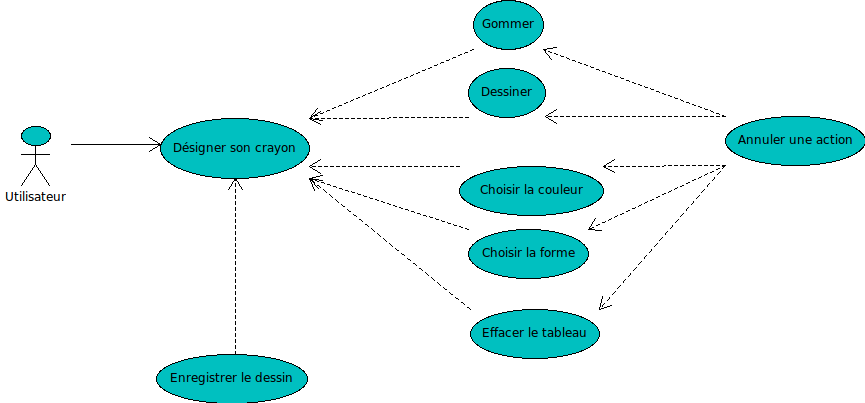 Gommer
Dessiner
Annuler une action
Désigner son crayon
Choisir la couleur
Utilisateur
Choisir la forme
Effacer le tableau
Enregistrer le dessin